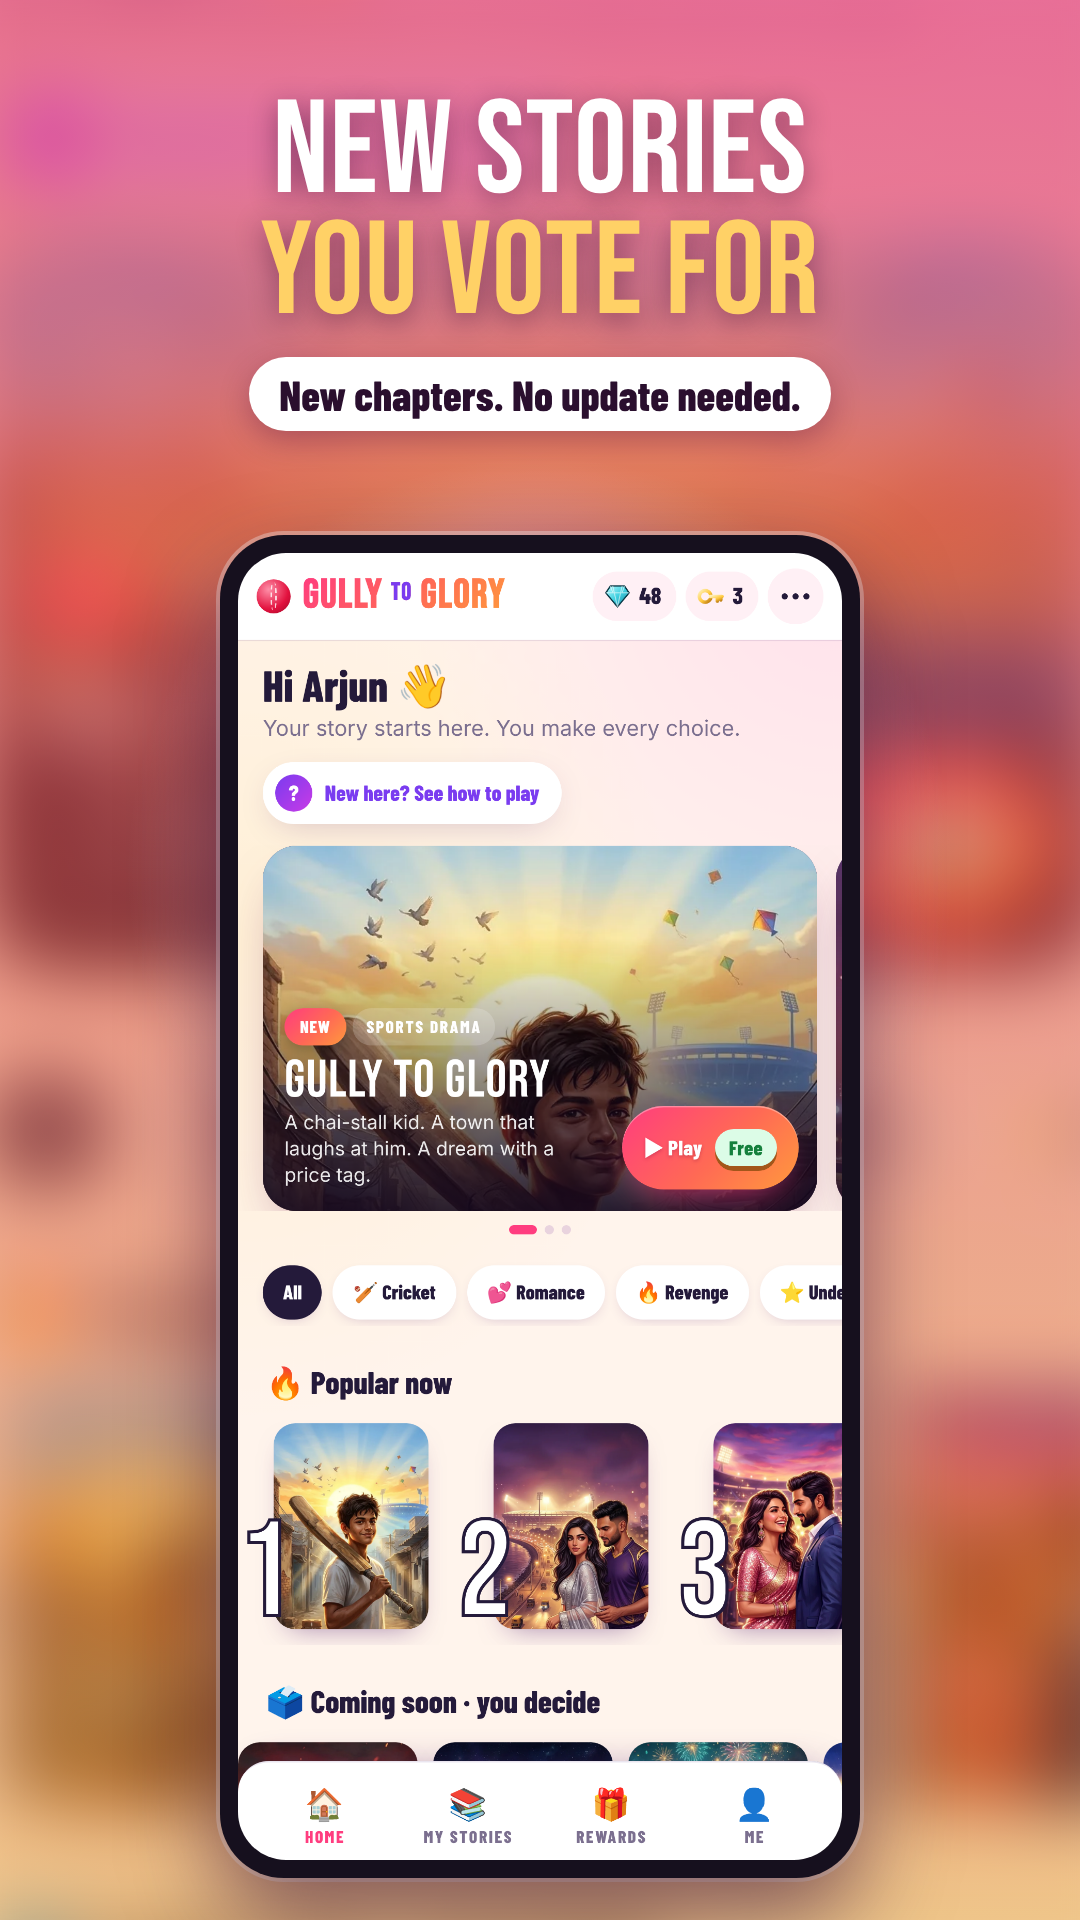 NEW STORIES
YOU VOTE FOR
New chapters. No update needed.
GULLY TO GLORY
48
3
Hi Arjun
Your story starts here. You make every choice.
? New here? See how to play
NEW
SPORTS DRAMA
GULLY TO GLORY
A chai-stall kid. A town that
laughs at him. A dream with a
price tag.
Play
Free
All
Cricket
Romance
Revenge
Unde
Popular now
1
2
3
Coming soon · you decide
HOME
MY STORIES
REWARDS
ME